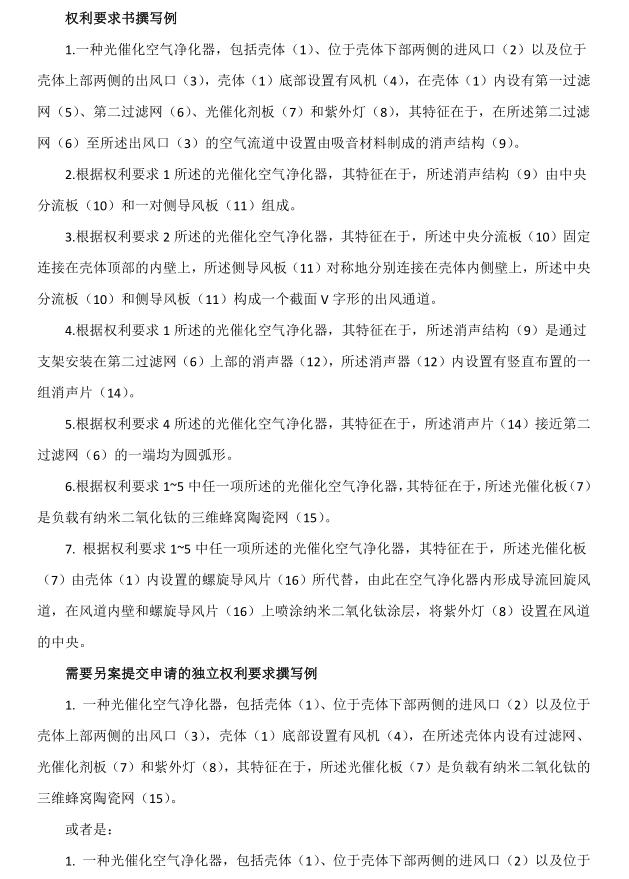 权利要求书撰写例
1.一种光催化空气净化器，包括壳体（1）、位于壳体下部两侧的进风口（2）以及位于
壳体上部两侧的出风口（3），壳体（1）底部设置有风机（4），在壳体（1）内设有第一过滤
网（5）、第二过滤网（6）、光催化剂板（7）和紫外灯（8），其特征在于，在所述第二过滤
网（6）至所述出风口（3）的空气流道中设置由吸音材料制成的消声结构（9）。
2.根据权利要求 1 所述的光催化空气净化器，其特征在于，所述消声结构（9）由中央
分流板（10）和一对侧导风板（11）组成。
3.根据权利要求 2 所述的光催化空气净化器，其特征在于，所述中央分流板（10）固定
连接在壳体顶部的内壁上，所述侧导风板（11）对称地分别连接在壳体内侧壁上，所述中央
分流板（10）和侧导风板（11）构成一个截面 V 字形的出风通道。
4.根据权利要求 1 所述的光催化空气净化器，其特征在于，所述消声结构（9）是通过
支架安装在第二过滤网（6）上部的消声器（12），所述消声器（12）内设置有竖直布置的一
组消声片（14）。
5.根据权利要求 4 所述的光催化空气净化器，其特征在于，所述消声片（14）接近第二
过滤网（6）的一端均为圆弧形。
6.根据权利要求 1~5 中任一项所述的光催化空气净化器，其特征在于，所述光催化板（7）
是负载有纳米二氧化钛的三维蜂窝陶瓷网（15）。
7. 根据权利要求 1~5 中任一项所述的光催化空气净化器，其特征在于，所述光催化板
（7）由壳体（1）内设置的螺旋导风片（16）所代替，由此在空气净化器内形成导流回旋风
道，在风道内壁和螺旋导风片（16）上喷涂纳米二氧化钛涂层，将紫外灯（8）设置在风道
的中央。
需要另案提交申请的独立权利要求撰写例
1. 一种光催化空气净化器，包括壳体（1）、位于壳体下部两侧的进风口（2）以及位于
壳体上部两侧的出风口（3），壳体（1）底部设置有风机（4），在所述壳体内设有过滤网、
光催化剂板（7）和紫外灯（8），其特征在于，所述光催化板（7）是负载有纳米二氧化钛的
三维蜂窝陶瓷网（15）。
或者是：
1. 一种光催化空气净化器，包括壳体（1）、位于壳体下部两侧的进风口（2）以及位于